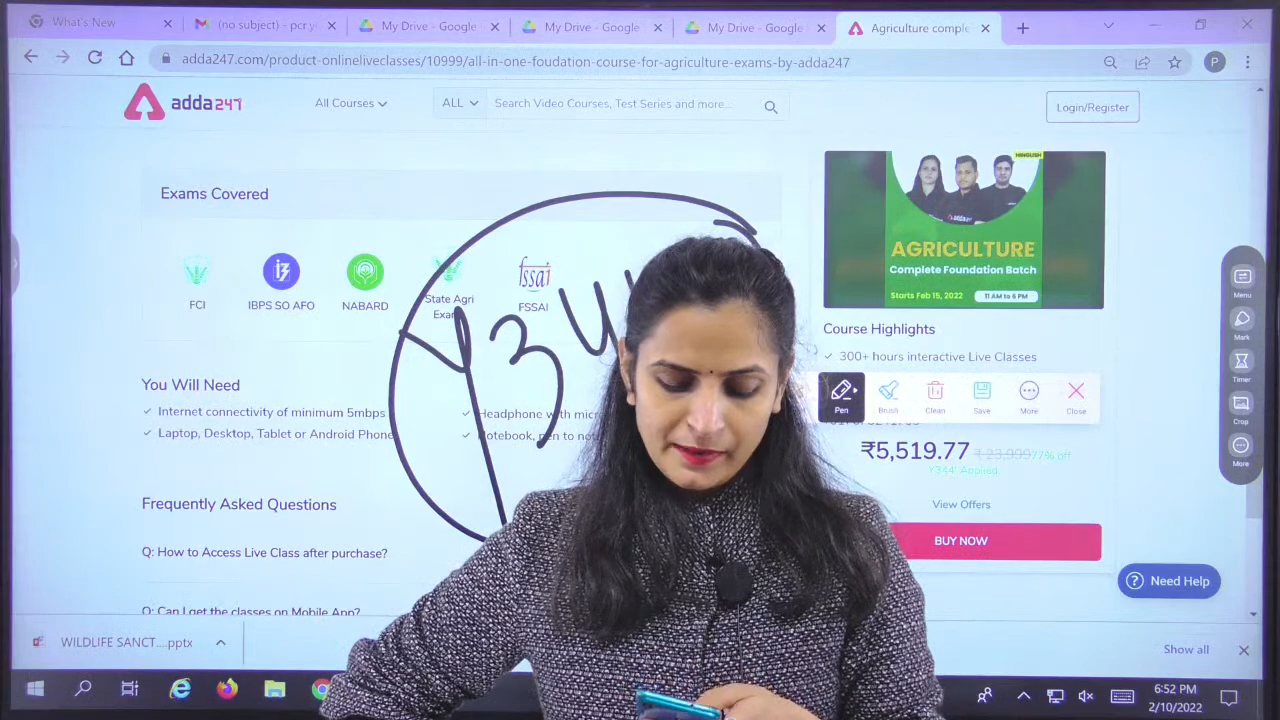 What's New
(no subject) - pcry
My Drive - Google
My Drive - Google
My Drive - Google
Agriculture comple
adda247.com/product-onlineliveclasses/10999/all-in-one-foudation-course-for-agriculture-exams-by-adda247
P
adda247
All Courses
ALL
Search Video Courses, Test Series and more...
Login/Register
Exams Covered
FCI
IBPS SO AFO
NABARD
State Agri
Exam
fssai
FSSAI
Y344
HINGLISH
AGRICULTURE
Complete Foundation Batch
Starts Feb 15, 2022
11 AM to 6 PM
Course Highlights
300+ hours interactive Live Classes
Pen
Brush
Clean
Save
More
Close
₹5,519.77 ₹ 23,999 77% off
Y344' Applied
View Offers
BUY NOW
Menu
Mark
Timer
Crop
More
You Will Need
Internet connectivity of minimum 5mbps
Headphone with micr
Laptop, Desktop, Tablet or Android Phone
Notebook, pen to not
Frequently Asked Questions
Q: How to Access Live Class after purchase?
Q: Can I get the classes on Mobile App?
Need Help
WILDLIFE SANCT....pptx
Show all
6:52 PM
2/10/2022